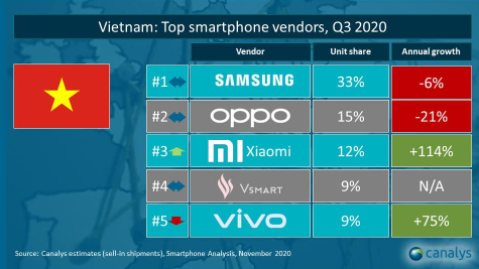 Vietnam: Top smartphone vendors, Q3 2020
Vendor Unit share Annual growth
#1 SAMSUNG 33% -6%
#2 oppo 15% -21%
#3 MI Xiaomi 12% +114%
#4 VSMART 9% N/A
#5 vivo 9% +75%
Source: Canalys estimates (sell-in shipments), Smartphone Analysis, November 2020
canalys